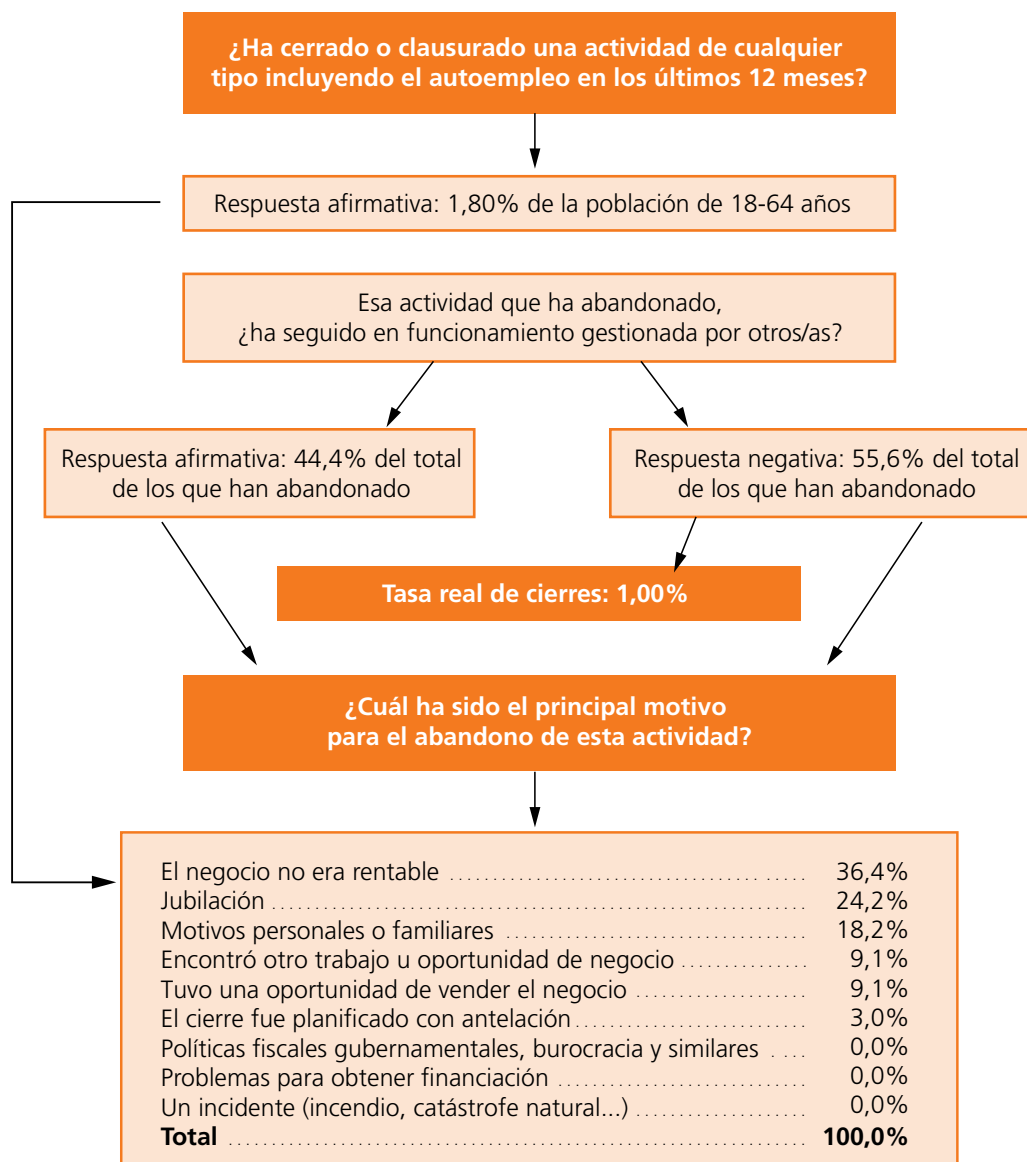 ¿Ha cerrado o clausurado una actividad de cualquier
tipo incluyendo el autoempleo en los últimos 12 meses?
Respuesta afirmativa: 1,80% de la población de 18-64 años
Esa actividad que ha abandonado,
¿ha seguido en funcionamiento gestionada por otros/as?
Respuesta afirmativa: 44,4% del total
de los que han abandonado
Respuesta negativa: 55,6% del total
de los que han abandonado
Tasa real de cierres: 1,00%
¿Cuál ha sido el principal motivo
para el abandono de esta actividad?
El negocio no era rentable 36,4%
Jubilación 24,2%
Motivos personales o familiares 18,2%
Encontró otro trabajo u oportunidad de negocio 9,1%
Tuvo una oportunidad de vender el negocio 9,1%
El cierre fue planificado con antelación 3,0%
Políticas fiscales gubernamentales, burocracia y similares 0,0%
Problemas para obtener financiación 0,0%
Un incidente (incendio, catástrofe natural...) 0,0%
Total 100,0%